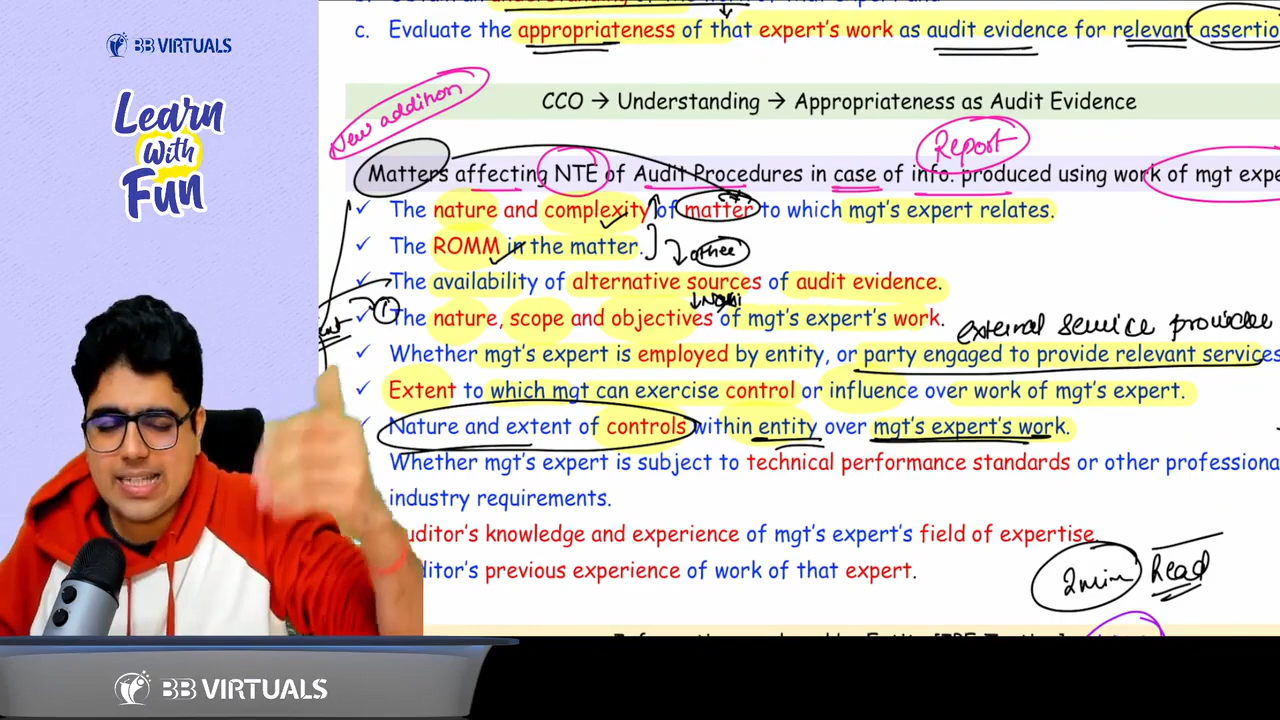 c. Evaluate the appropriateness of that expert's work as audit evidence for relevant assertio
BB VIRTUALS
Learn
With
Fun
New addition
CCO → Understanding → Appropriateness as Audit Evidence
Report
Matters affecting NTE of Audit Procedures in case of info. produced using work of mgt expe
✓ The nature and complexity of matter to which mgt's expert relates.
✓ The ROMM in the matter.
other
✓ The availability of alternative sources of audit evidence.
✓ The nature, scope and objectives of mgt's expert's work.
external service provider
✓ Whether mgt's expert is employed by entity, or party engaged to provide relevant services
✓ Extent to which mgt can exercise control or influence over work of mgt's expert.
Nature and extent of controls within entity over mgt's expert's work.
Whether mgt's expert is subject to technical performance standards or other professiona
industry requirements.
uditor's knowledge and experience of mgt's expert's field of expertise.
ditor's previous experience of work of that expert.
2 min Read
BB VIRTUALS